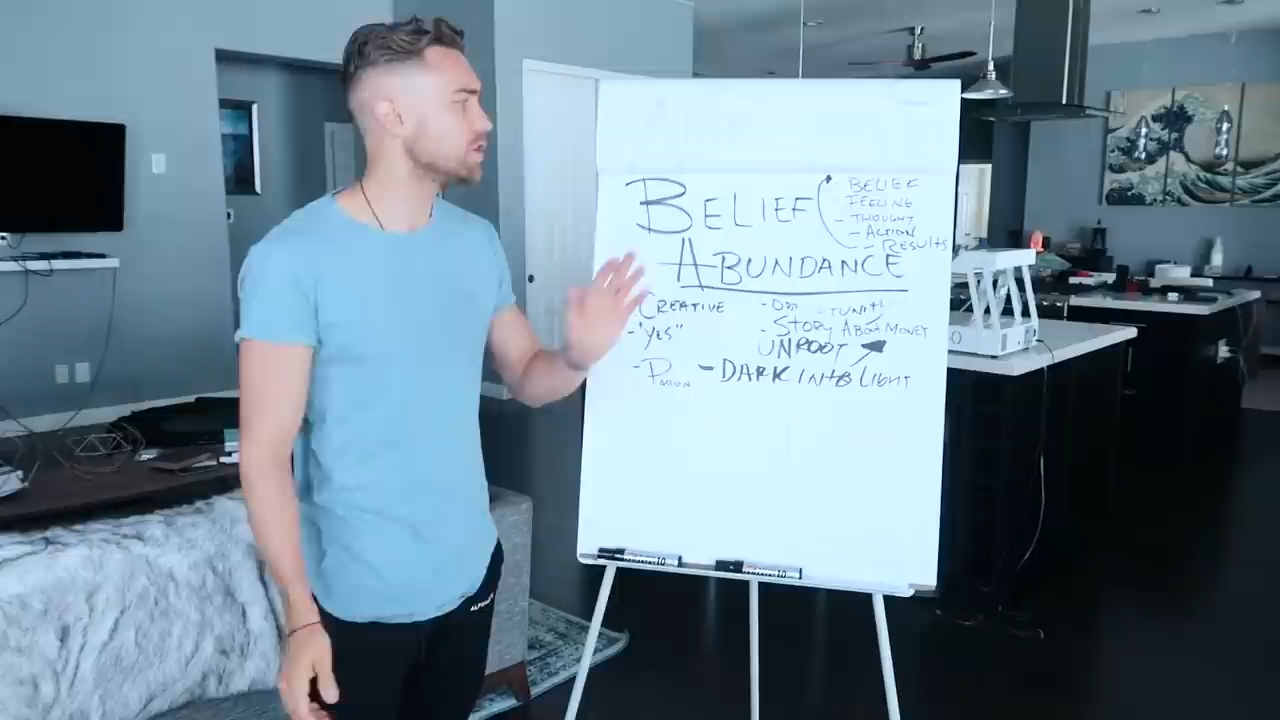 BELIEF
BELIEF
FEELING
- THOUGHT
- ACTION
- RESULTS
ABUNDANCE
CREATIVE
- "YES"
- STORY ABOUT MONEY
UNROOT
- DARK INTO LIGHT